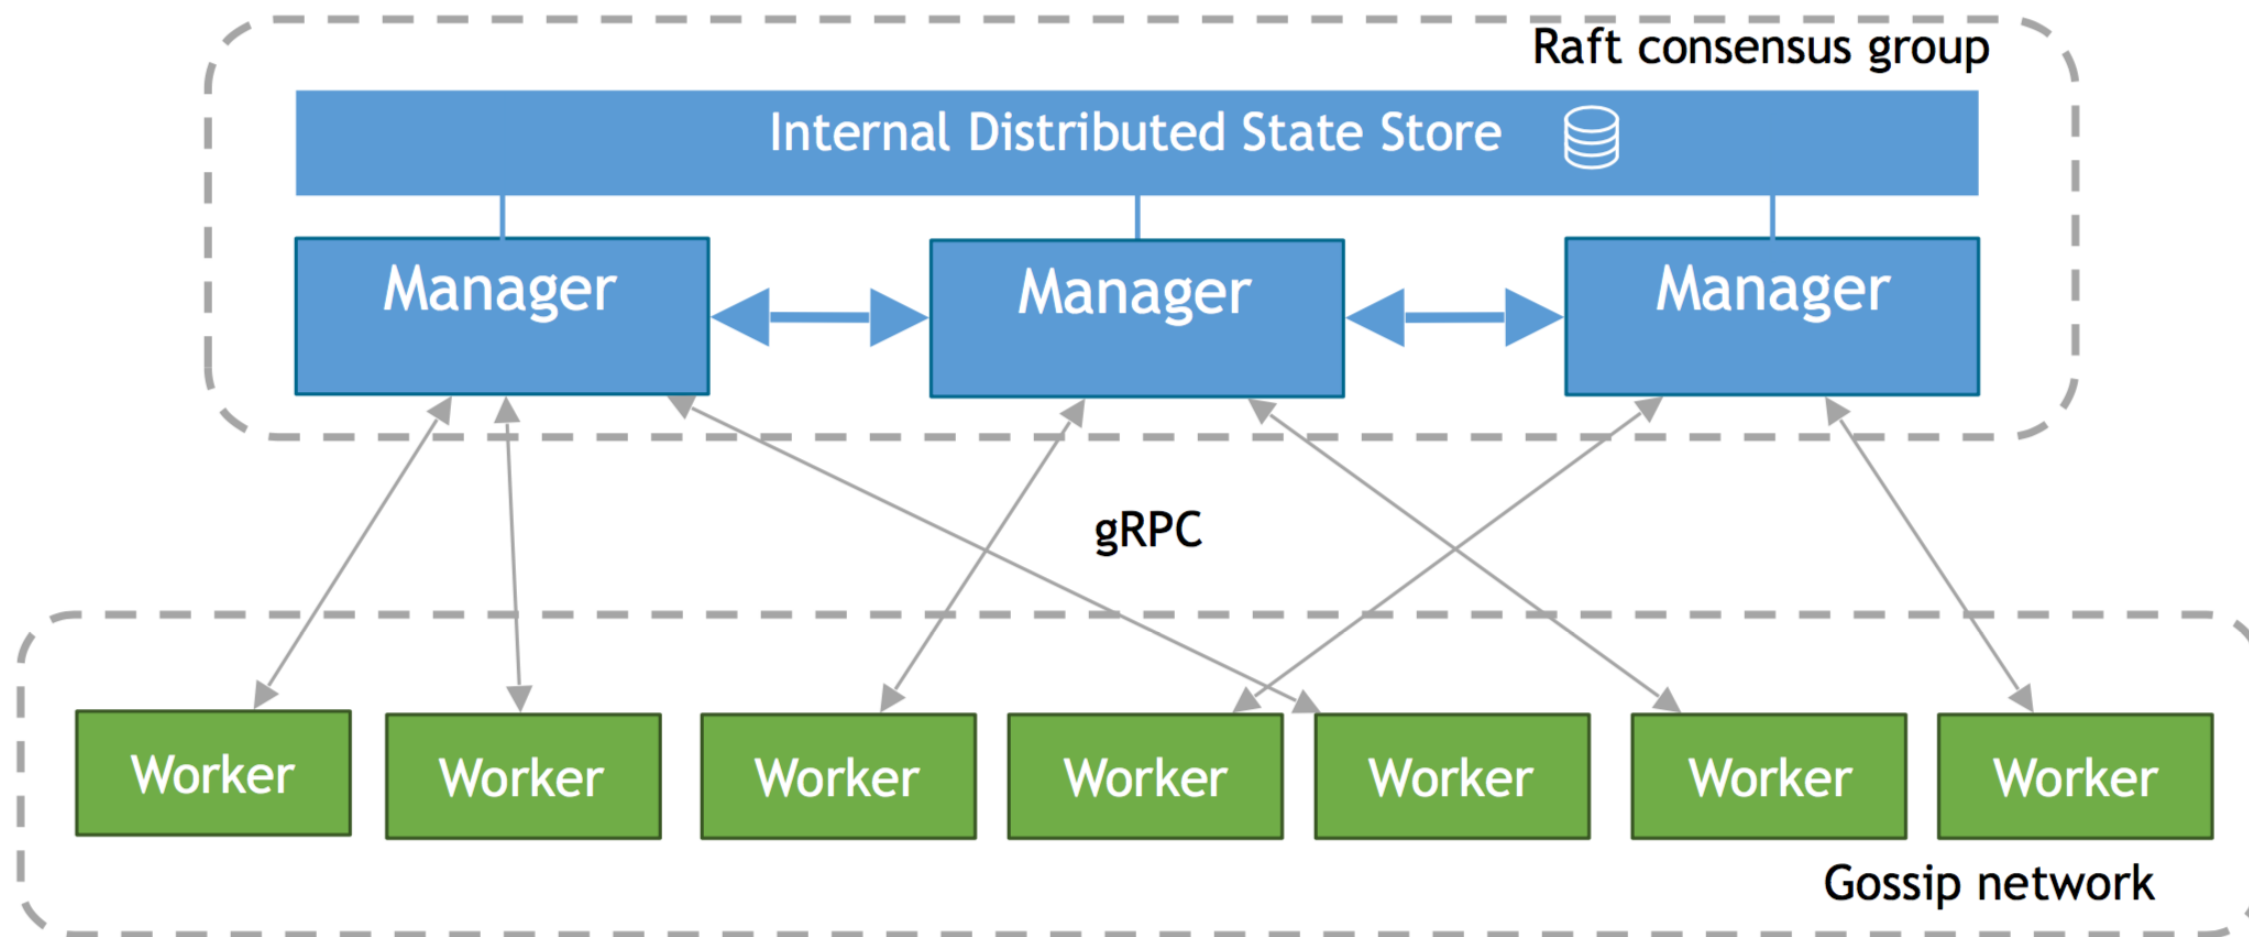 Raft consensus group
Internal Distributed State Store
Manager
Manager
Manager
gRPC
Worker
Worker
Worker
Worker
Worker
Worker
Worker
Gossip network